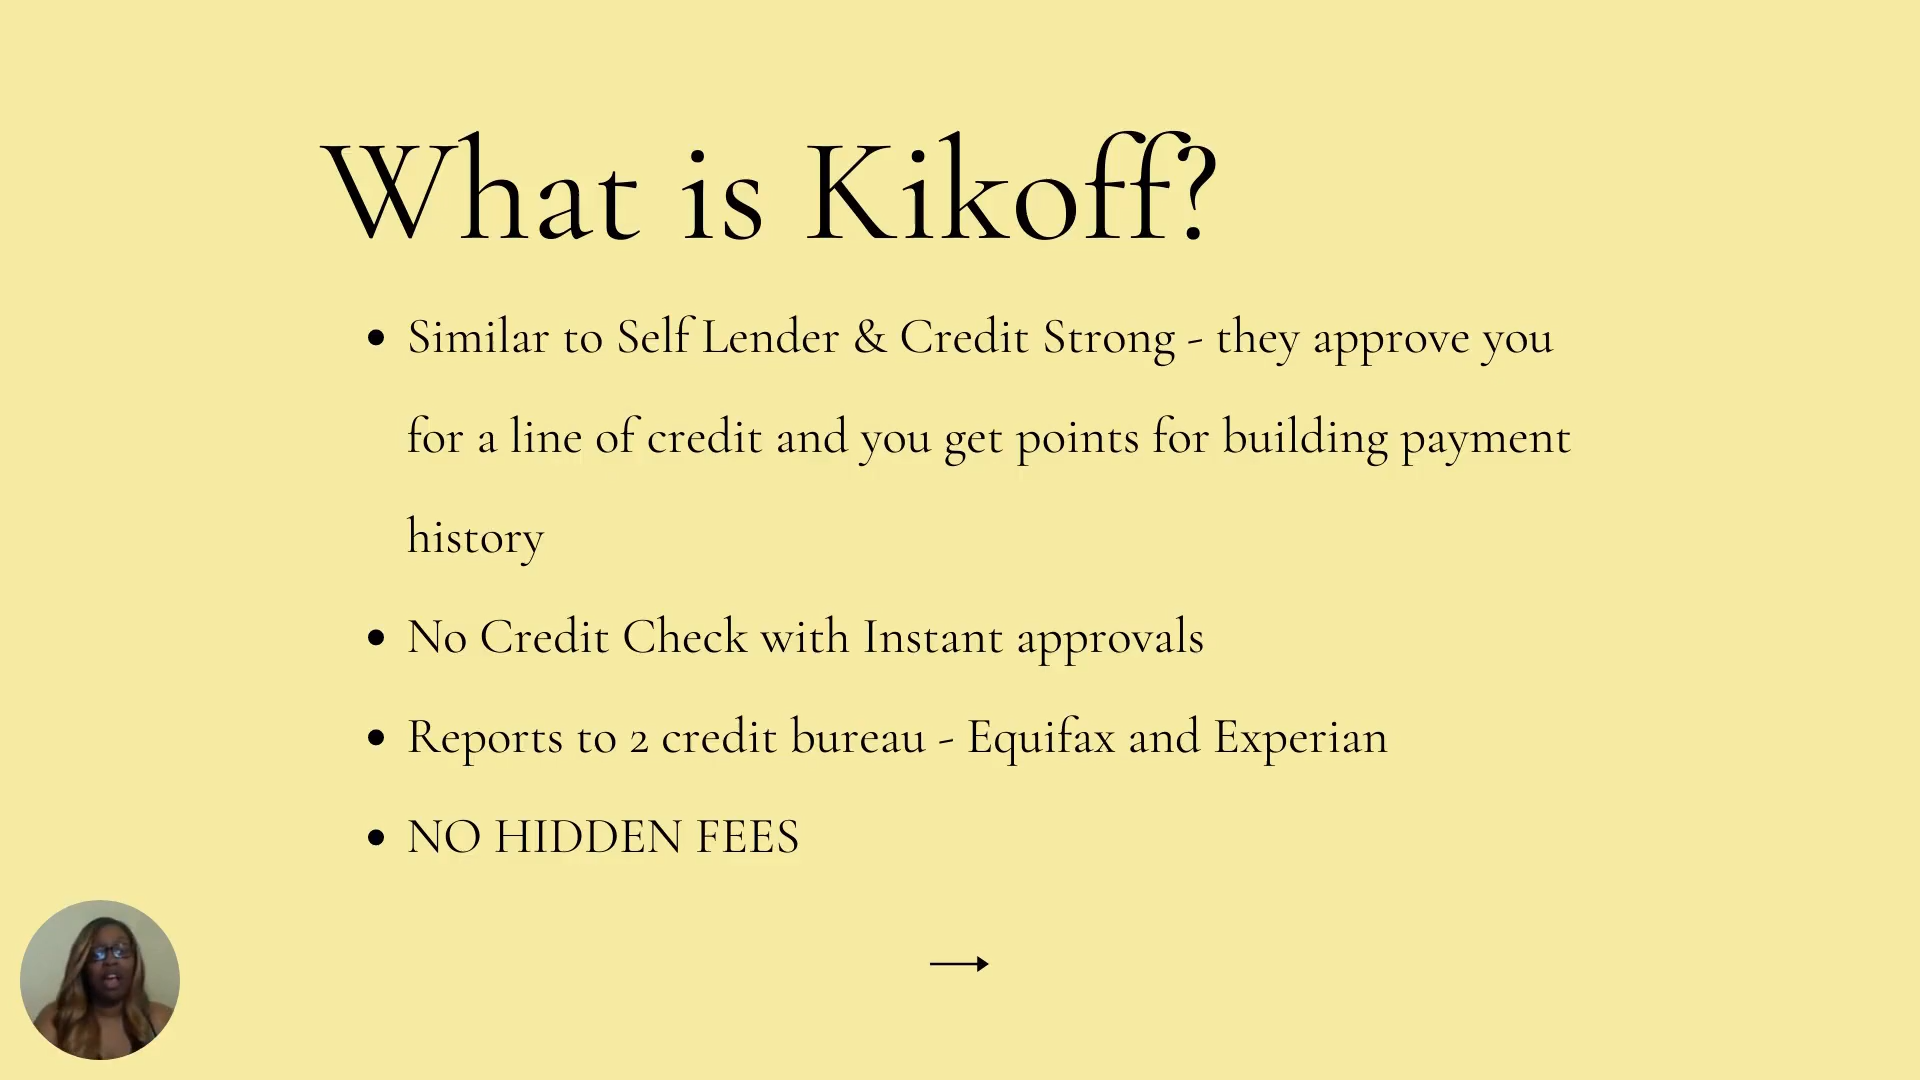 What is Kikoff?
• Similar to Self Lender & Credit Strong - they approve you
for a line of credit and you get points for building payment
history
• No Credit Check with Instant approvals
• Reports to 2 credit bureau - Equifax and Experian
• NO HIDDEN FEES